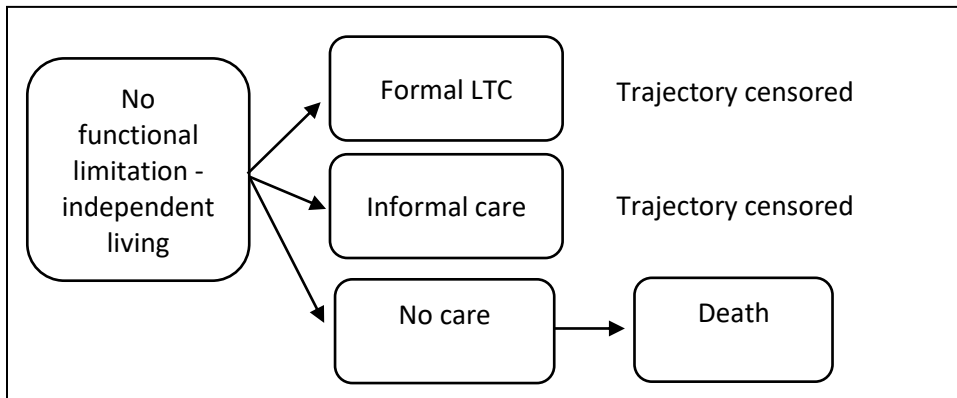 No
functional
limitation -
independent
living
Formal LTC
Trajectory censored
Informal care
Trajectory censored
No care
Death